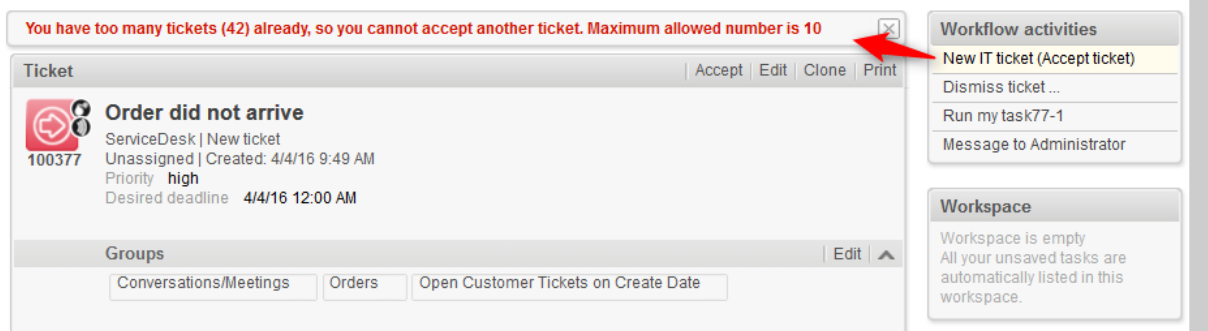 You have too many tickets (42) already, so you cannot accept another ticket. Maximum allowed number is 10
Ticket
Accept Edit Clone Print
Order did not arrive
ServiceDesk | New ticket
100377 Unassigned | Created: 4/4/16 9:49 AM
Priority high
Desired deadline 4/4/16 12:00 AM
Groups Edit
Conversations/Meetings Orders Open Customer Tickets on Create Date
Workflow activities
New IT ticket (Accept ticket)
Dismiss ticket ...
Run my task77-1
Message to Administrator
Workspace
Workspace is empty
All your unsaved tasks are
automatically listed in this
workspace.